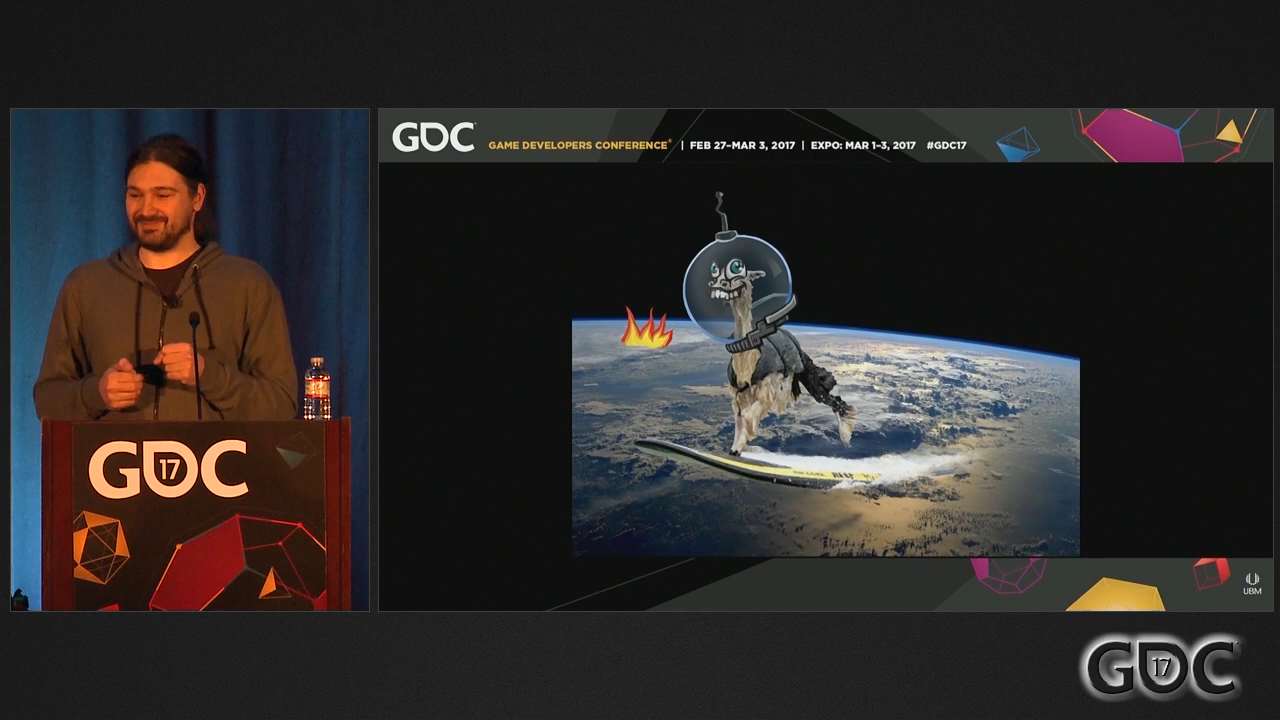 GDC
GAME DEVELOPERS CONFERENCE® | FEB 27–MAR 3, 2017 | EXPO: MAR 1–3, 2017 #GDC17
GDC
17
UBM
GDC
17